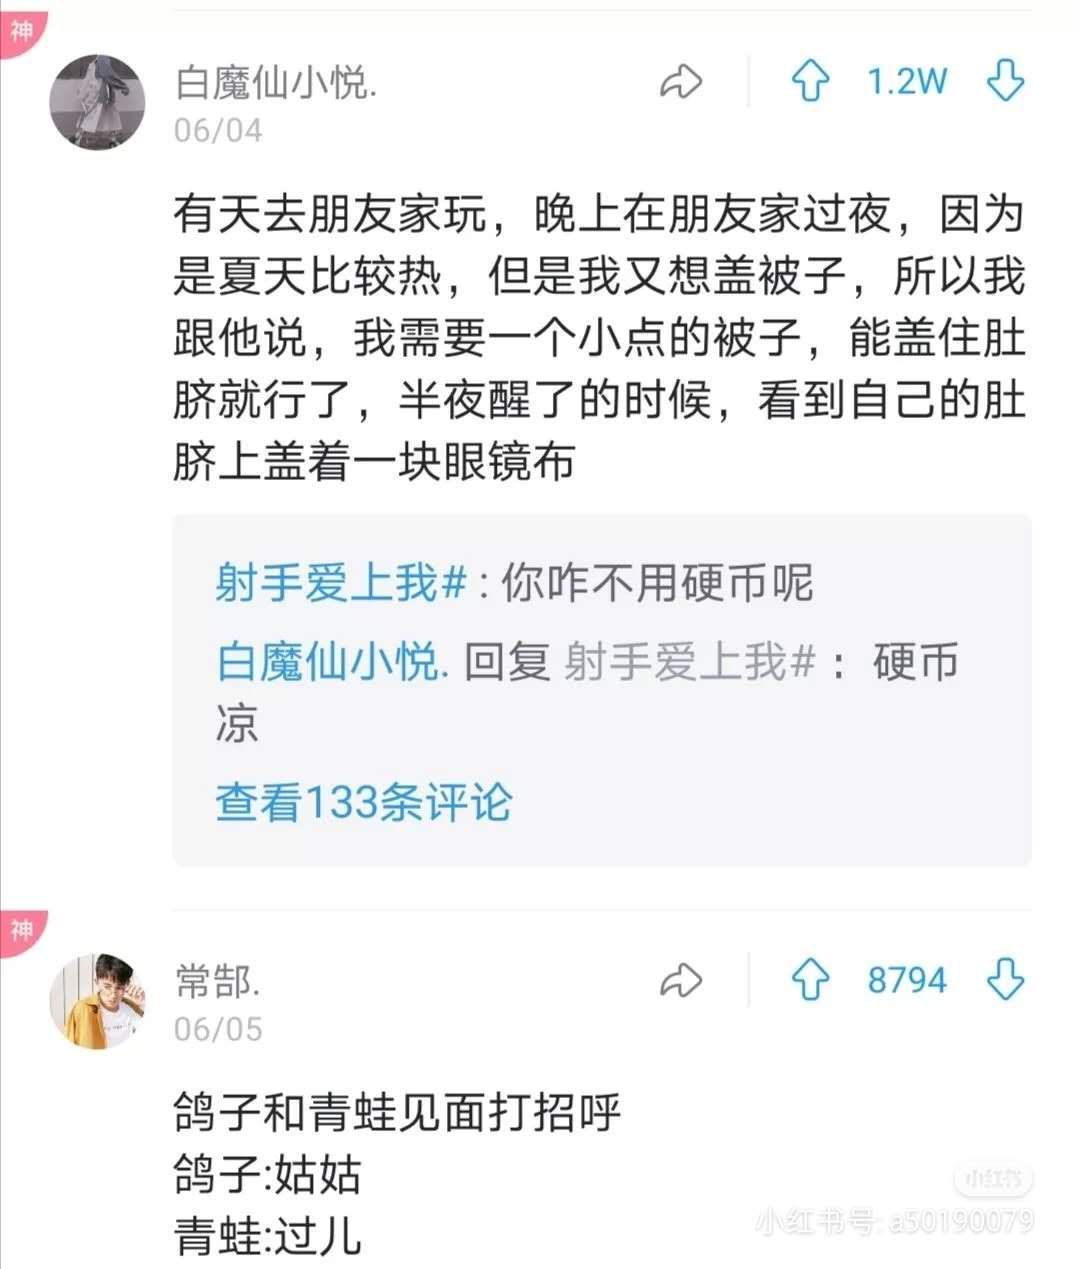 神
白魔仙小悦.
1.2W
06/04
有天去朋友家玩，晚上在朋友家过夜，因为
是夏天比较热，但是我又想盖被子，所以我
跟他说，我需要一个小点的被子，能盖住肚
脐就行了，半夜醒了的时候，看到自己的肚
脐上盖着一块眼镜布
射手爱上我#：你咋不用硬币呢
白魔仙小悦. 回复 射手爱上我#： 硬币
凉
查看133条评论
神
常郜.
8794
06/05
鸽子和青蛙见面打招呼
鸽子:姑姑
青蛙:过儿
小红书
小红书号: a50190079